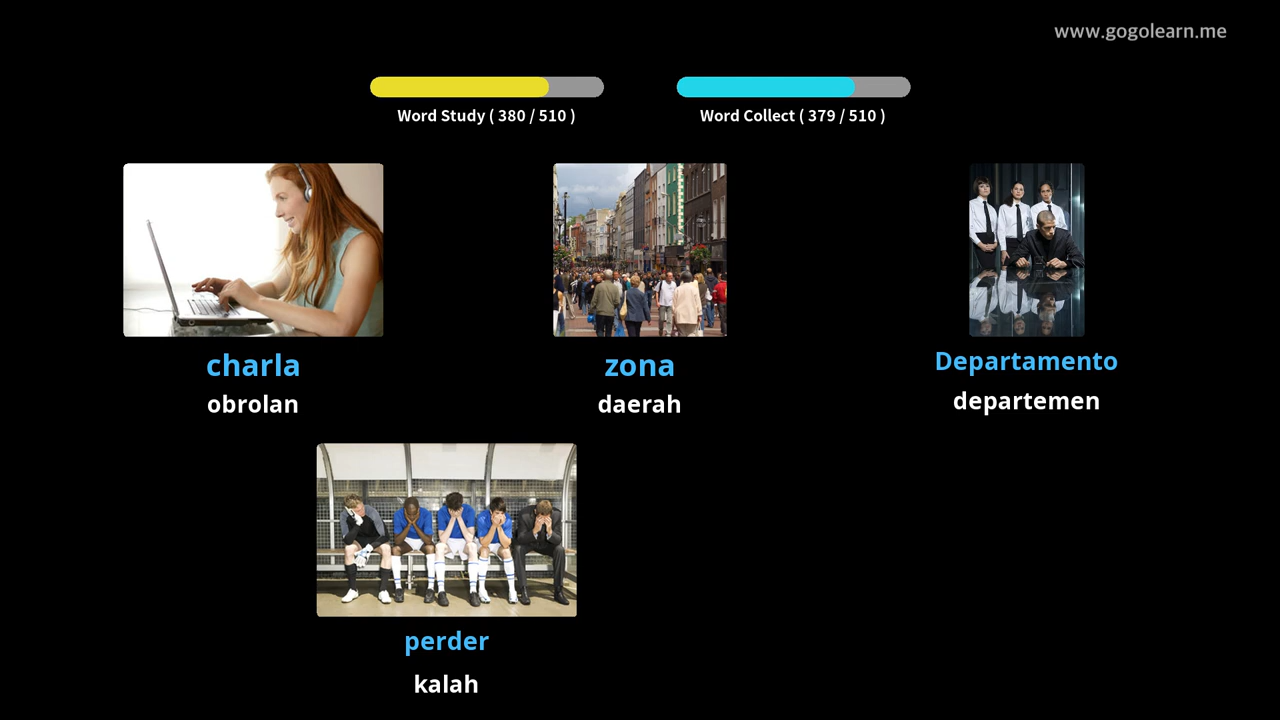 www.gogolearn.me
Word Study ( 380 / 510 )
Word Collect ( 379 / 510 )
charla
obrolan
zona
daerah
Departamento
departemen
perder
kalah